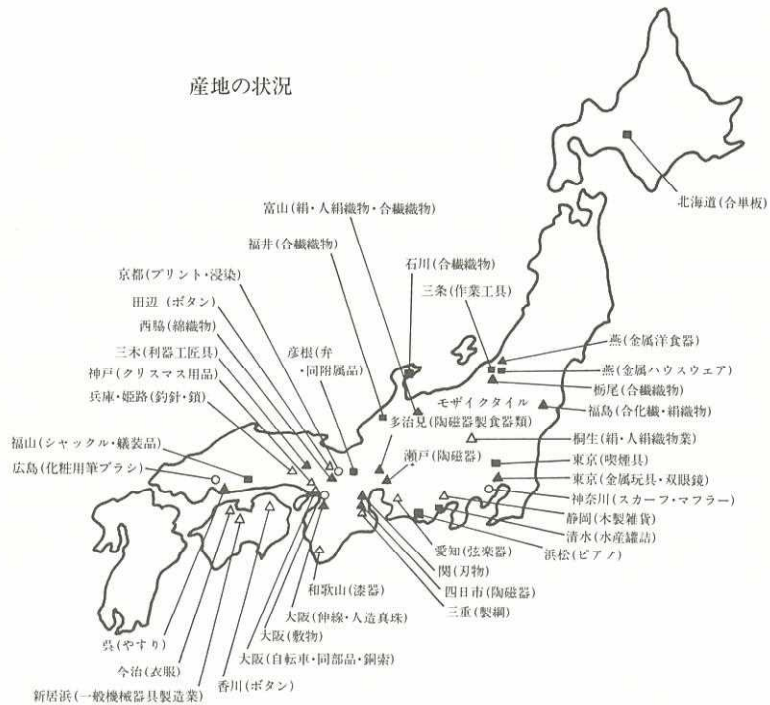 産地の状況
北海道(合単板)
富山(絹・人絹織物・合繊織物)
福井(合繊織物)
石川(合繊織物)
京都(プリント・浸染)
三条(作業工具)
田辺(ボタン)
西脇(綿織物)
燕(金属洋食器)
三木(利器工匠具)
彦根(弁
・同附属品)
燕(金属ハウスウェア)
神戸(クリスマス用品)
栃尾(合繊織物)
兵庫・姫路(釣針・鎖)
モザイクタイル
多治見(陶磁器製食器類)
福島(合化繊・絹織物)
桐生(絹・人絹織物業)
福山(シャックル・艤装品)
瀬戸(陶磁器)
東京(喫煙具)
広島(化粧用筆ブラシ)
東京(金属玩具・双眼鏡)
神奈川(スカーフ・マフラー)
静岡(木製雑貨)
清水(水産罐詰)
愛知(弦楽器)
浜松(ピアノ)
関(刃物)
和歌山(漆器)
四日市(陶磁器)
大阪(伸線・人造真珠)
三重(製綱)
大阪(敷物)
呉(やすり)
大阪(自転車・同部品・鋼索)
今治(衣服)
香川(ボタン)
新居浜(一般機械器具製造業)